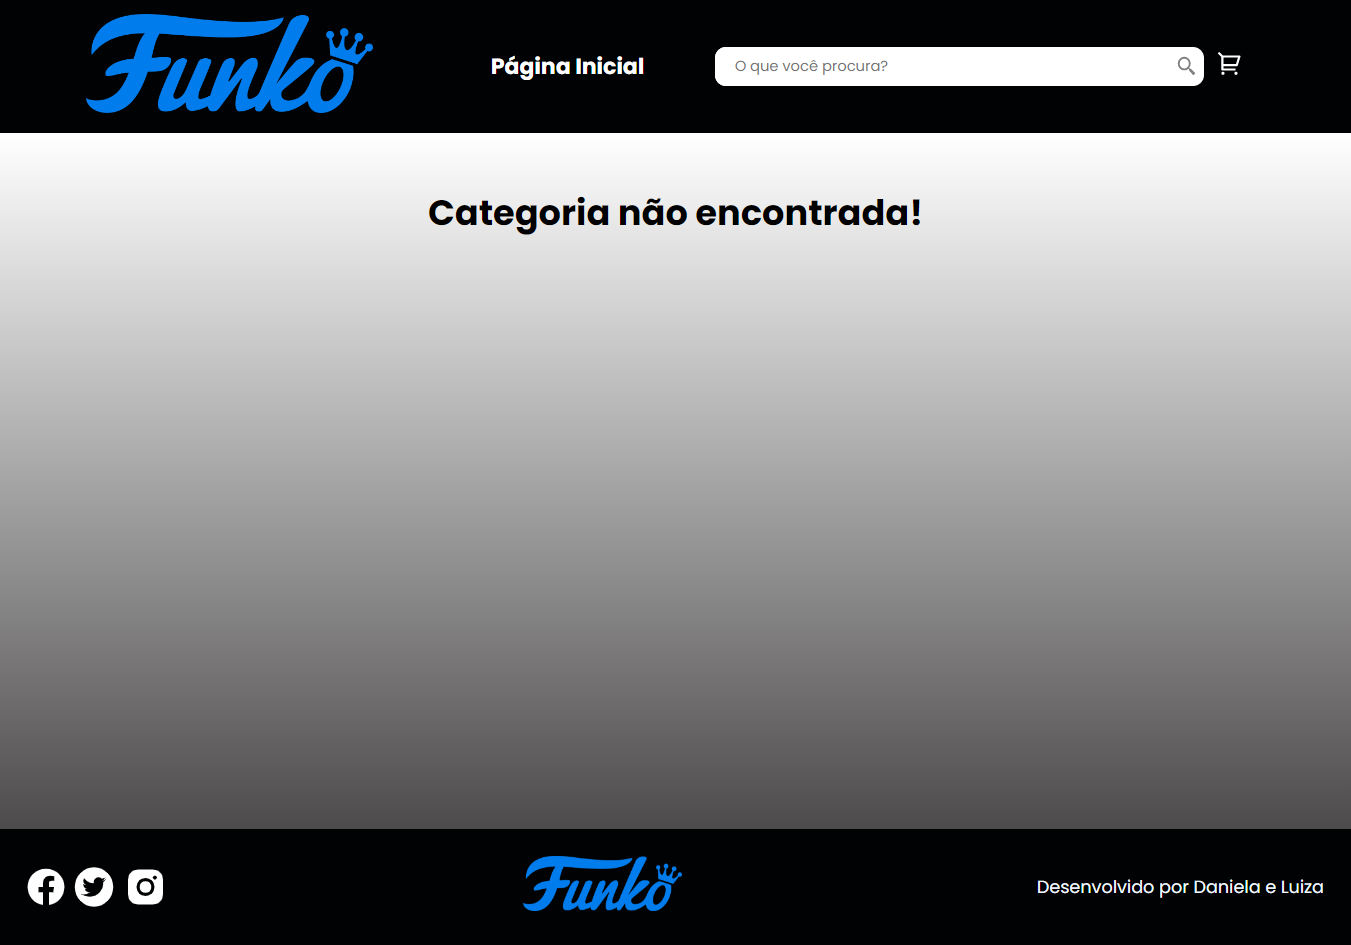 Funko
Página Inicial
O que você procura?
Categoria não encontrada!
Funko
Desenvolvido por Daniela e Luiza